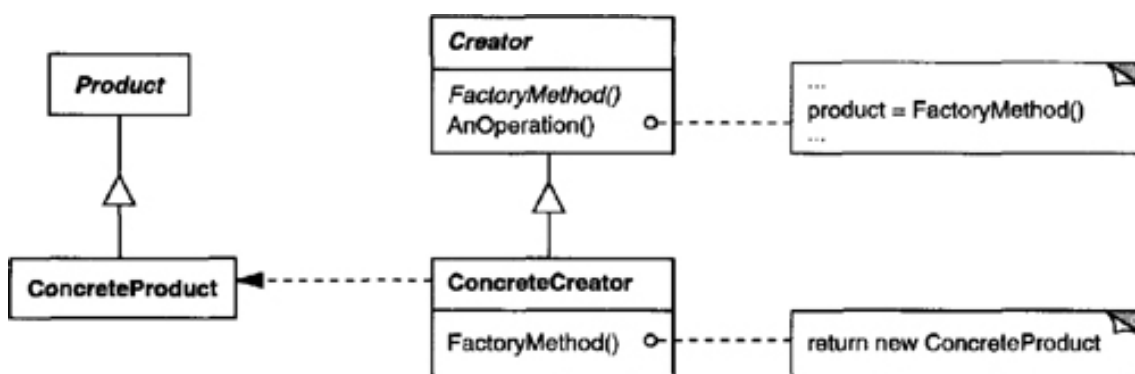 Creator
Product
FactoryMethod()
AnOperation()
...
product = FactoryMethod()
...
ConcreteProduct
ConcreteCreator
FactoryMethod()
return new ConcreteProduct